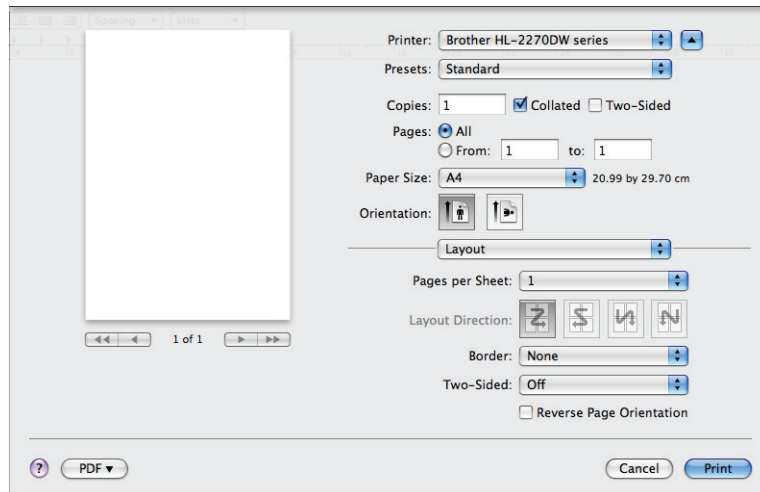 Spacing Lists
Printer: Brother HL-2270DW series
Presets: Standard
Copies: 1 Collated Two-Sided
Pages: All
From: 1 to: 1
Paper Size: A4 20.99 by 29.70 cm
Orientation:
Layout
Pages per Sheet: 1
Layout Direction:
Border: None
Two-Sided: Off
Reverse Page Orientation
1 of 1
? PDF Cancel Print